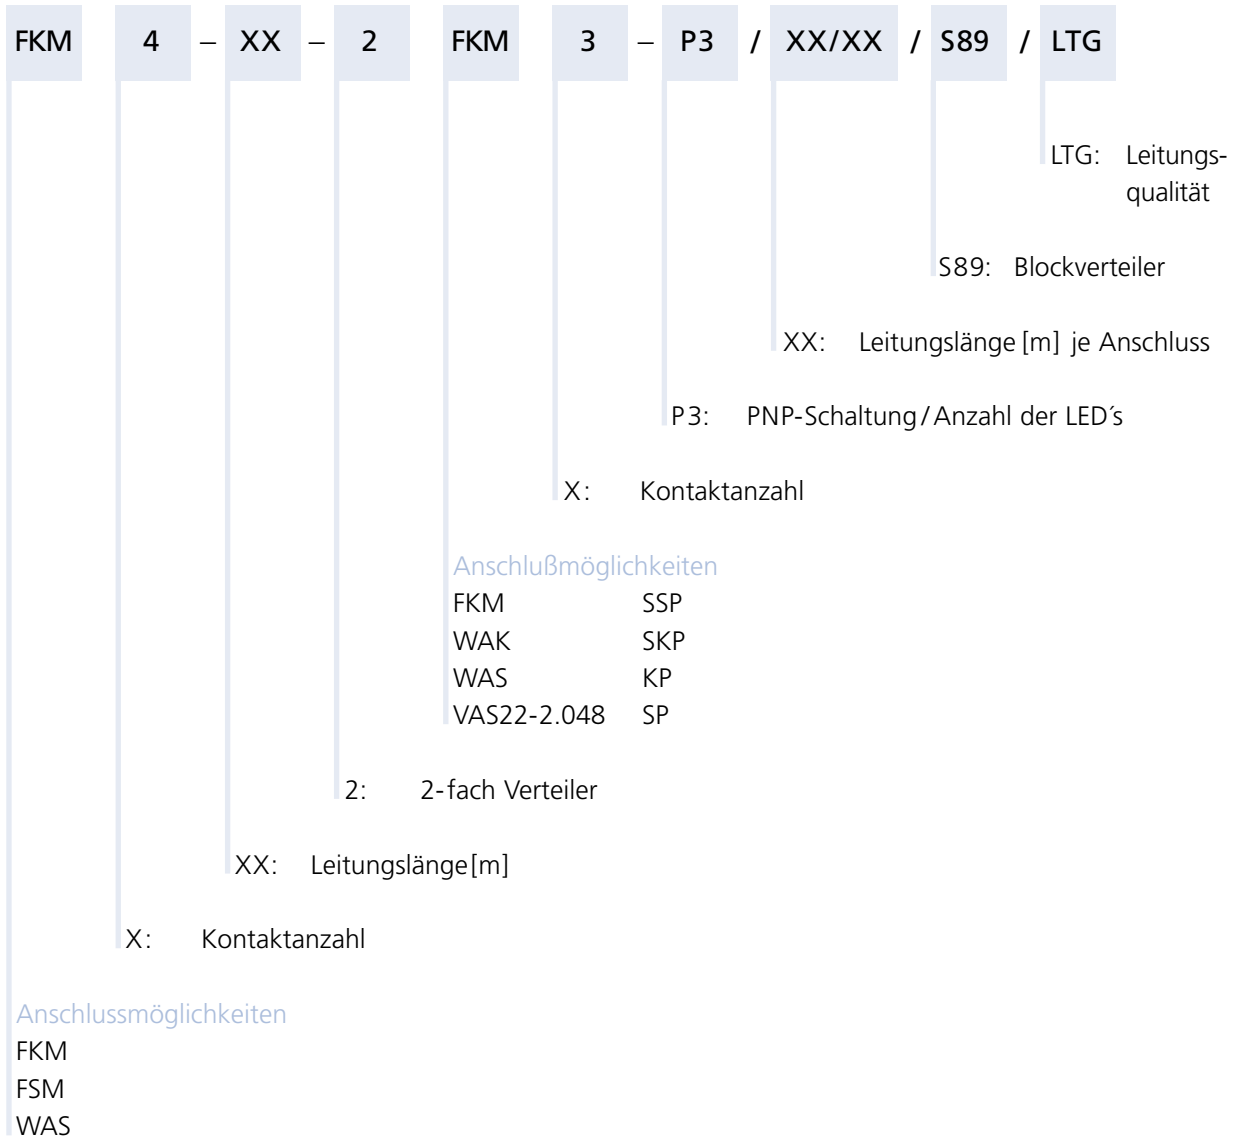 FKM 4 – XX – 2 FKM 3 – P3 / XX/XX / S89 / LTG
LTG: Leitungs-
qualität
S89: Blockverteiler
XX: Leitungslänge [m] je Anschluss
P3: PNP-Schaltung/Anzahl der LED´s
X: Kontaktanzahl
Anschlußmöglichkeiten
FKM SSP
WAK SKP
WAS KP
VAS22-2.048 SP
2: 2-fach Verteiler
XX: Leitungslänge[m]
X: Kontaktanzahl
Anschlussmöglichkeiten
FKM
FSM
WAS